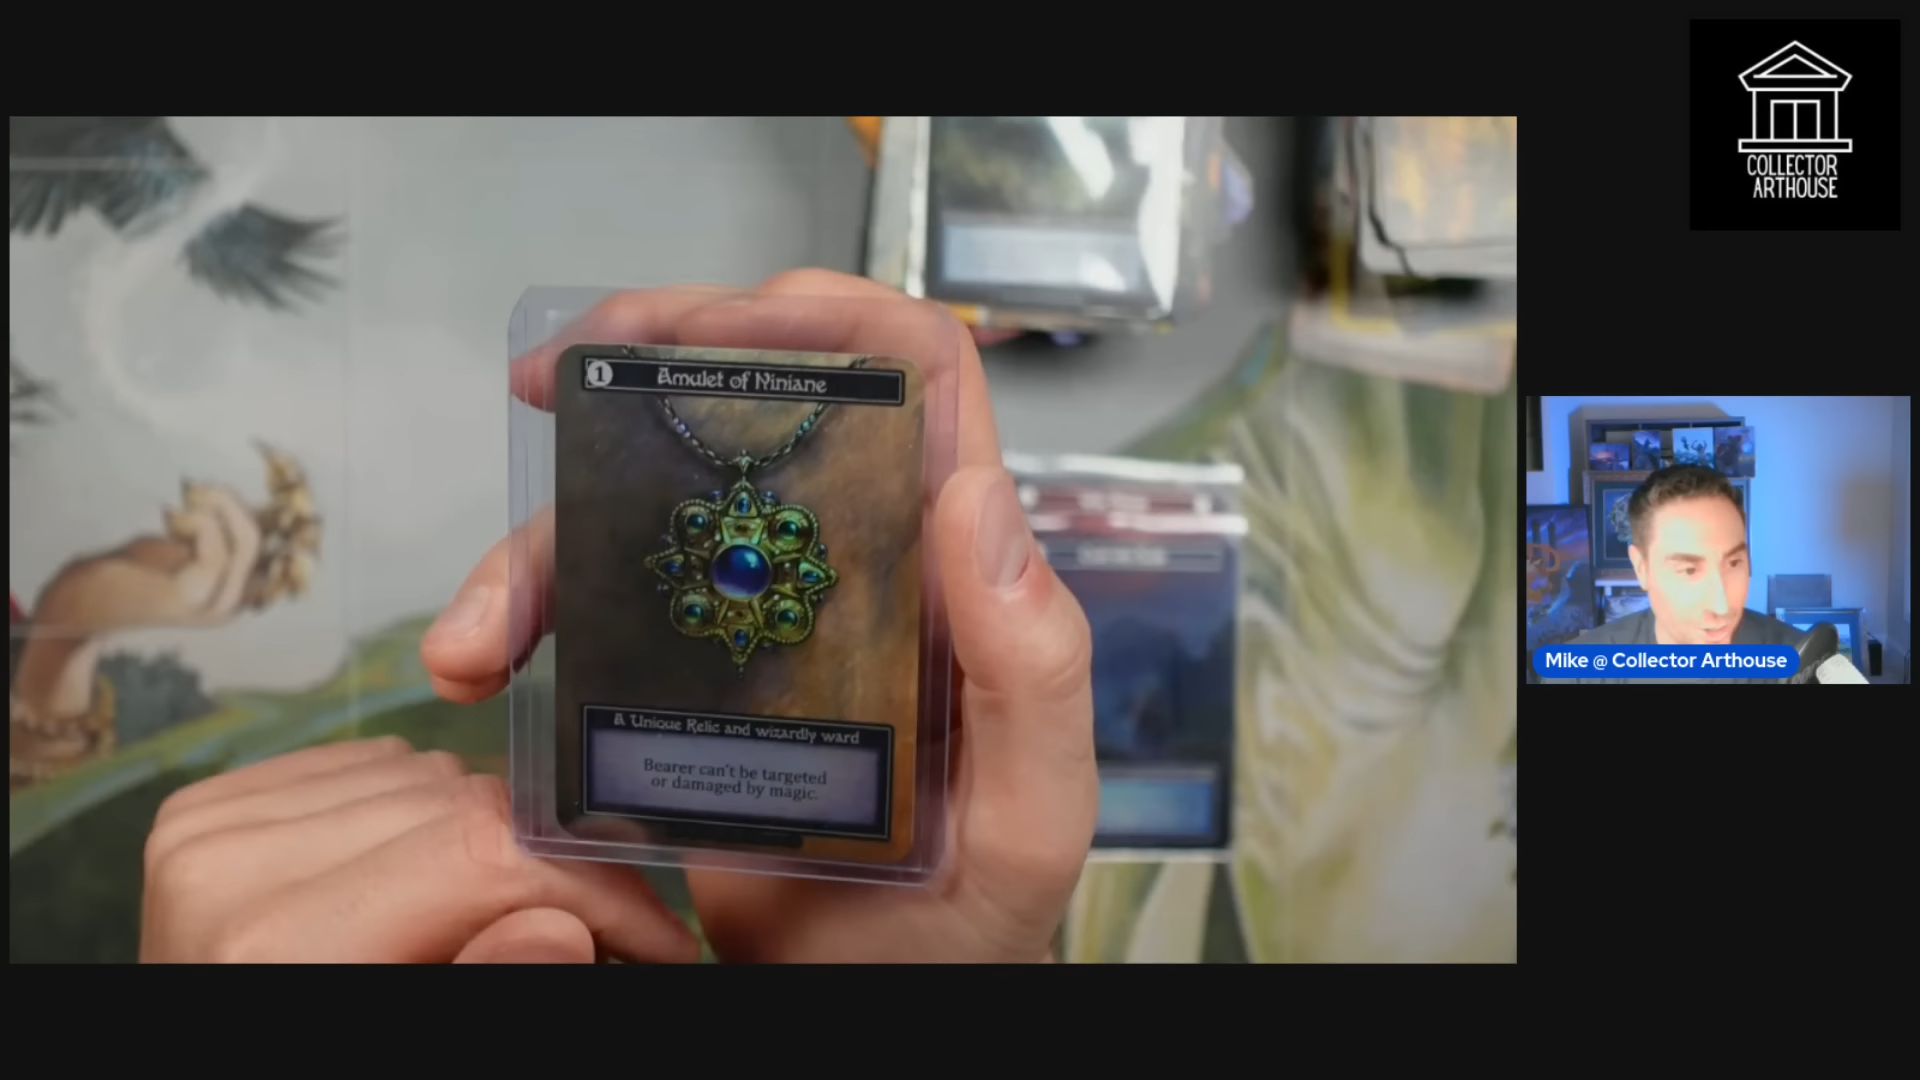 COLLECTOR
ARTHOUSE
1
Amulet of Niniane
A Unique Relic and wizardly ward
Bearer can't be targeted
or damaged by magic.
Mike @ Collector Arthouse